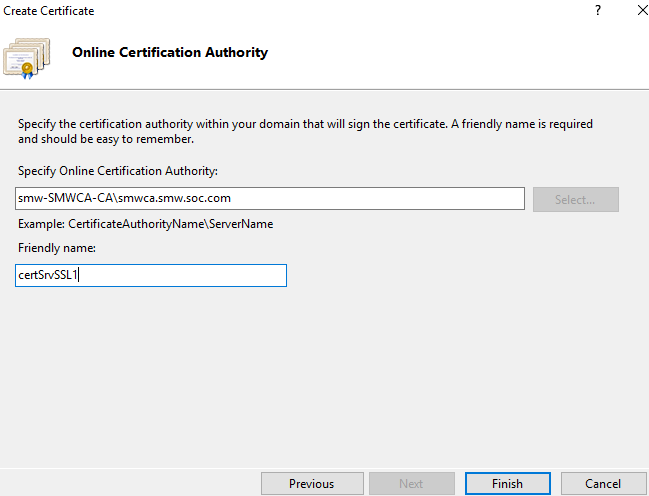 Create Certificate
?
Online Certification Authority
Specify the certification authority within your domain that will sign the certificate. A friendly name is required
and should be easy to remember.
Specify Online Certification Authority:
smw-SMWCA-CA\smwca.smw.soc.com
Select...
Example: CertificateAuthorityName\ServerName
Friendly name:
certSrvSSL1
Previous
Next
Finish
Cancel